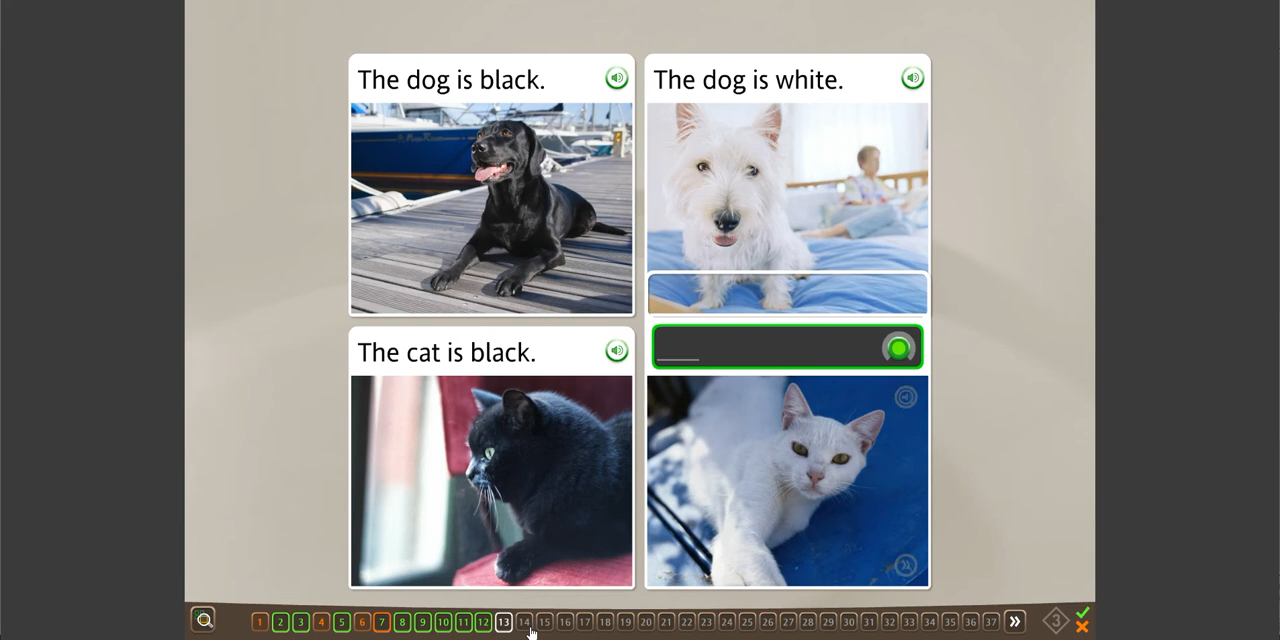 The dog is black.
The dog is white.
The cat is black.
1 2 3 4 5 6 7 8 9 10 11 12 13 14 15 16 17 18 19 20 21 22 23 24 25 26 27 28 29 30 31 32 33 34 35 36 37 »
3